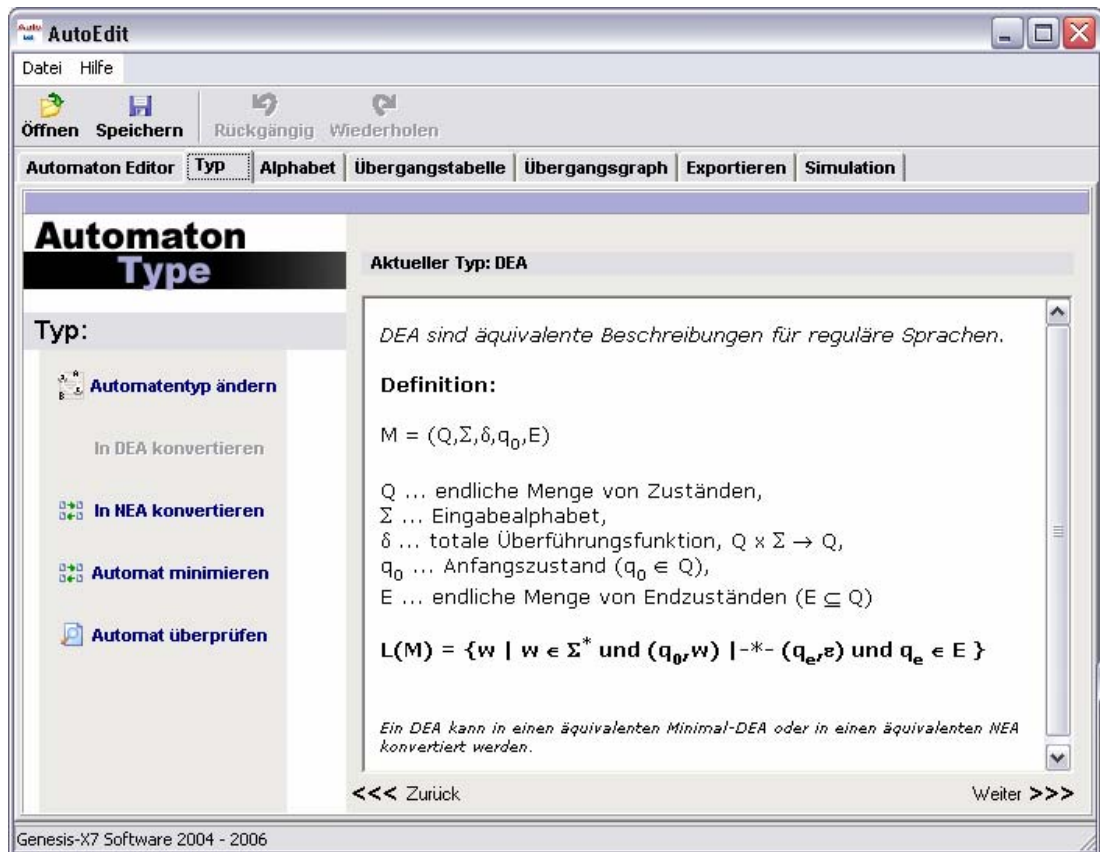 AutoEdit
Datei Hilfe
Öffnen Speichern Rückgängig Wiederholen
Automaton Editor Typ Alphabet Übergangstabelle Übergangsgraph Exportieren Simulation
Automaton
Type
Typ:
Automatentyp ändern
In DEA konvertieren
In NEA konvertieren
Automat minimieren
Automat überprüfen
Aktueller Typ: DEA
DEA sind äquivalente Beschreibungen für reguläre Sprachen.
Definition:
M = (Q,Σ,δ,q₀,E)
Q ... endliche Menge von Zuständen,
Σ ... Eingabealphabet,
δ ... totale Überführungsfunktion, Q x Σ → Q,
q₀ ... Anfangszustand (q₀ ∈ Q),
E ... endliche Menge von Endzuständen (E ⊆ Q)
L(M) = {w | w ∈ Σ* und (q₀,w) |-*- (qₑ,ε) und qₑ ∈ E }
Ein DEA kann in einen äquivalenten Minimal-DEA oder in einen äquivalenten NEA
konvertiert werden.
<<< Zurück
Weiter >>>
Genesis-X7 Software 2004 - 2006